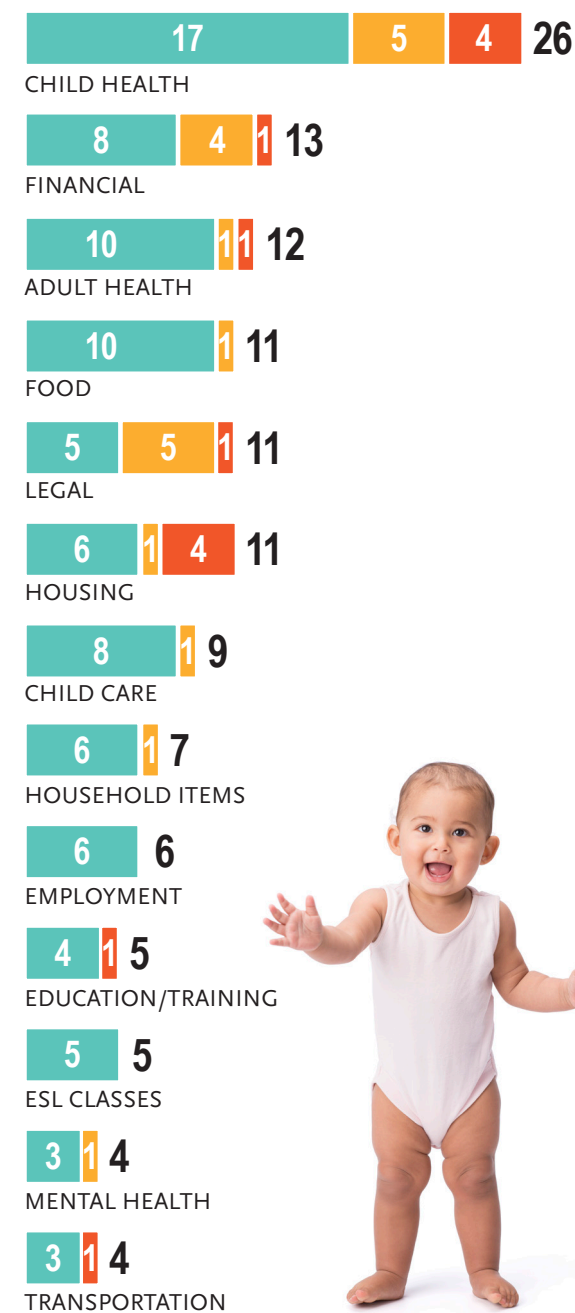 17 5 4 26
CHILD HEALTH
8 4 1 13
FINANCIAL
10 1 1 12
ADULT HEALTH
10 1 11
FOOD
5 5 1 11
LEGAL
6 1 4 11
HOUSING
8 1 9
CHILD CARE
6 1 7
HOUSEHOLD ITEMS
6 6
EMPLOYMENT
4 1 5
EDUCATION/TRAINING
5 5
ESL CLASSES
3 1 4
MENTAL HEALTH
3 1 4
TRANSPORTATION